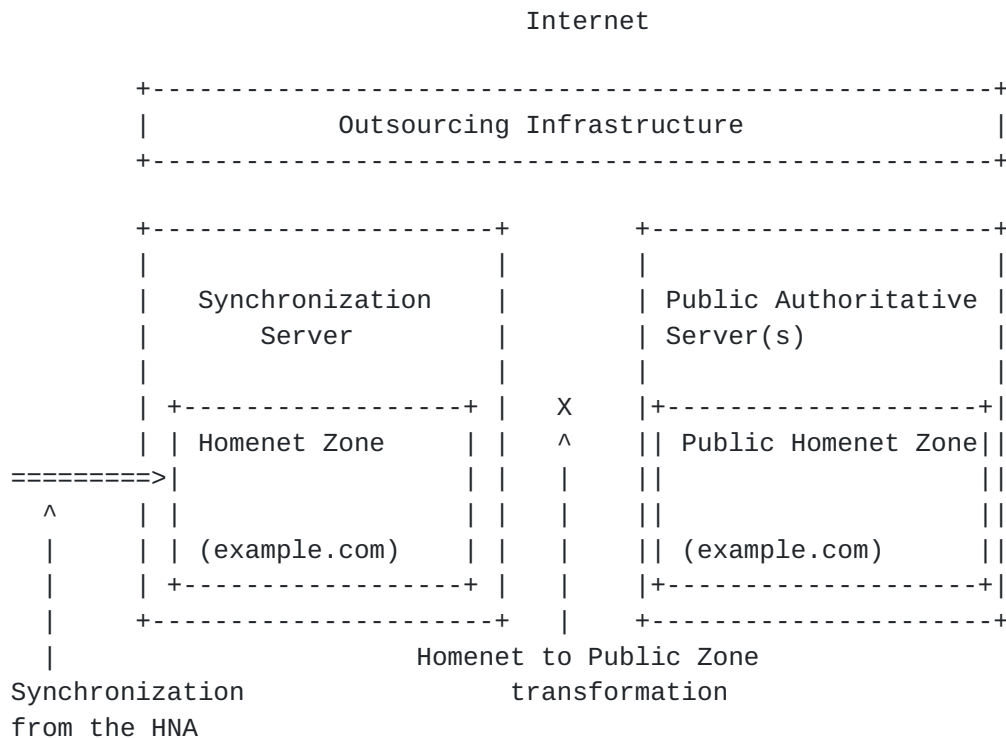 Internet
Outsourcing Infrastructure
Synchronization Server
Public Authoritative Server(s)
X
Homenet Zone
(example.com)
Public Homenet Zone
(example.com)
Homenet to Public Zone
transformation
Synchronization
from the HNA